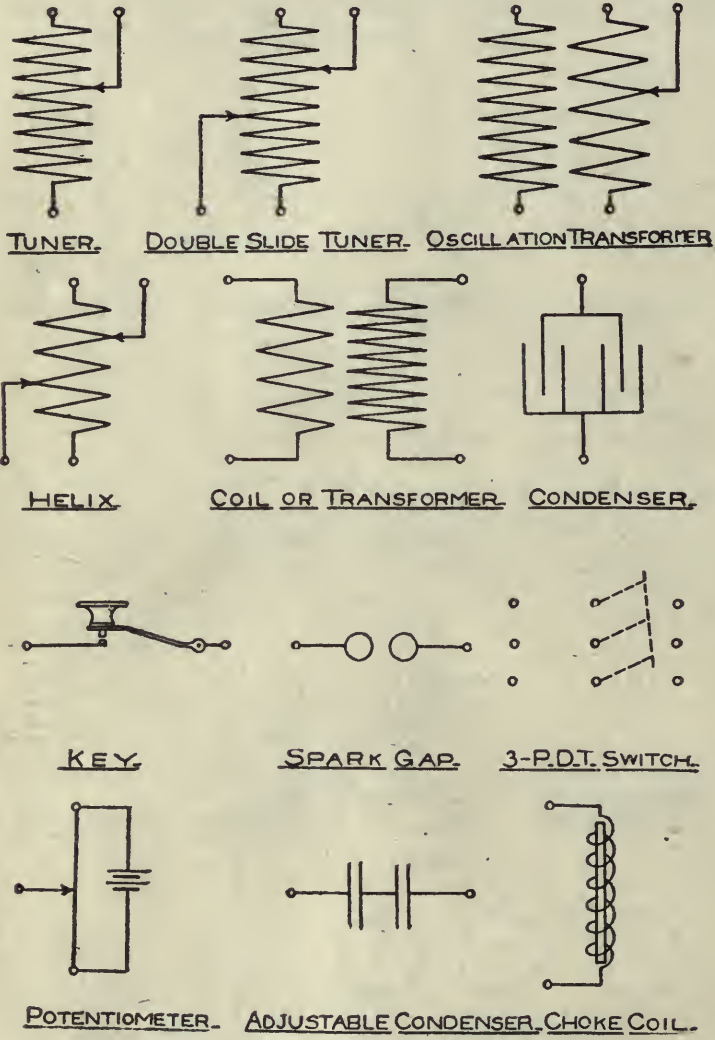 TUNER. DOUBLE SLIDE TUNER. OSCILLATION TRANSFORMER
HELIX. COIL OR TRANSFORMER. CONDENSER.
KEY. SPARK GAP. 3-P.D.T. SWITCH.
POTENTIOMETER. ADJUSTABLE CONDENSER. CHOKE COIL.